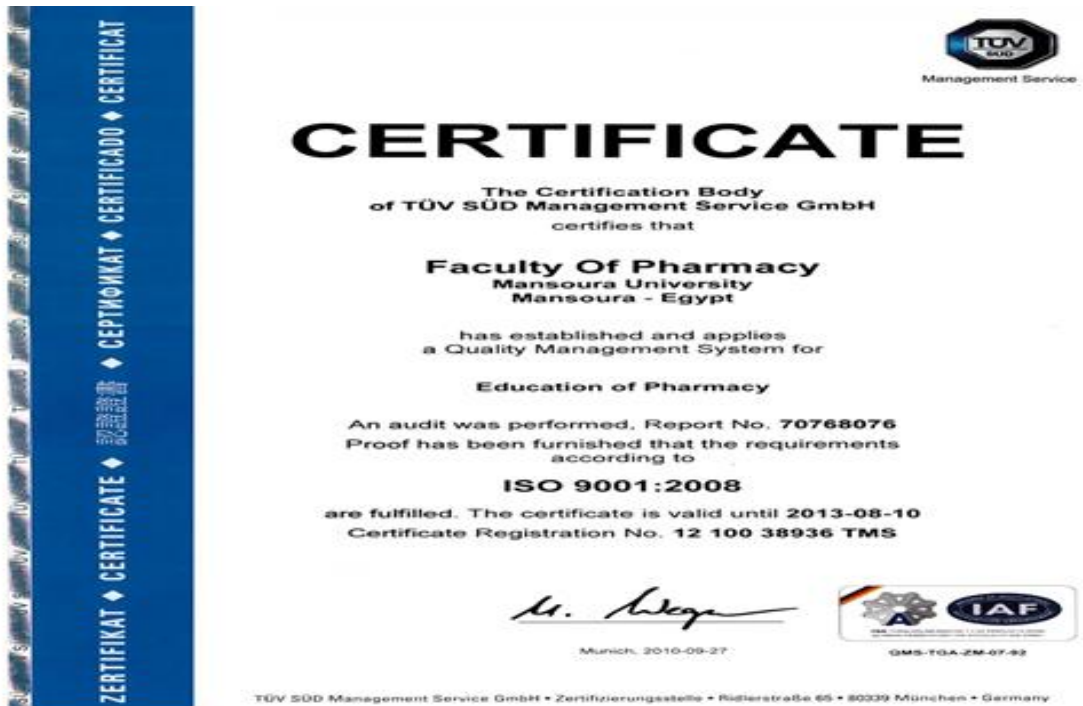 TÜV
SÜD
Management Service
ZERTIFIKAT ◆ CERTIFICATE ◆ 認證證書 ◆ СЕРТИФИКАТ ◆ CERTIFICADO ◆ CERTIFICAT
CERTIFICATE
The Certification Body
of TÜV SÜD Management Service GmbH
certifies that
Faculty Of Pharmacy
Mansoura University
Mansoura - Egypt
has established and applies
a Quality Management System for
Education of Pharmacy
An audit was performed, Report No. 70768076
Proof has been furnished that the requirements
according to
ISO 9001:2008
are fulfilled. The certificate is valid until 2013-08-10
Certificate Registration No. 12 100 38936 TMS
Munich, 2010-09-27
A
IAF
QMS-TGA-ZM-07-92
TÜV SÜD Management Service GmbH • Zertifizierungsstelle • Ridlerstraße 65 • 80339 München • Germany